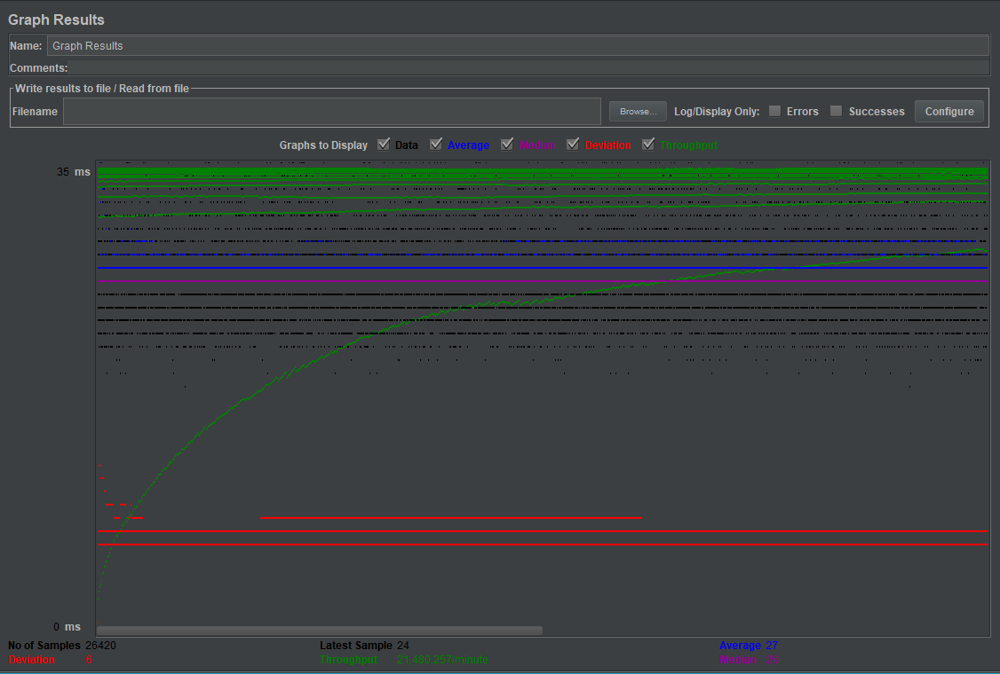 Graph Results
Name: Graph Results
Comments:
Write results to file / Read from file
Filename Browse... Log/Display Only: Errors Successes Configure
Graphs to Display Data Average Median Deviation Throughput
35 ms
0 ms
No of Samples 26420 Latest Sample 24 Average 27
Deviation 6 Throughput 21,480.257/minute Median 26